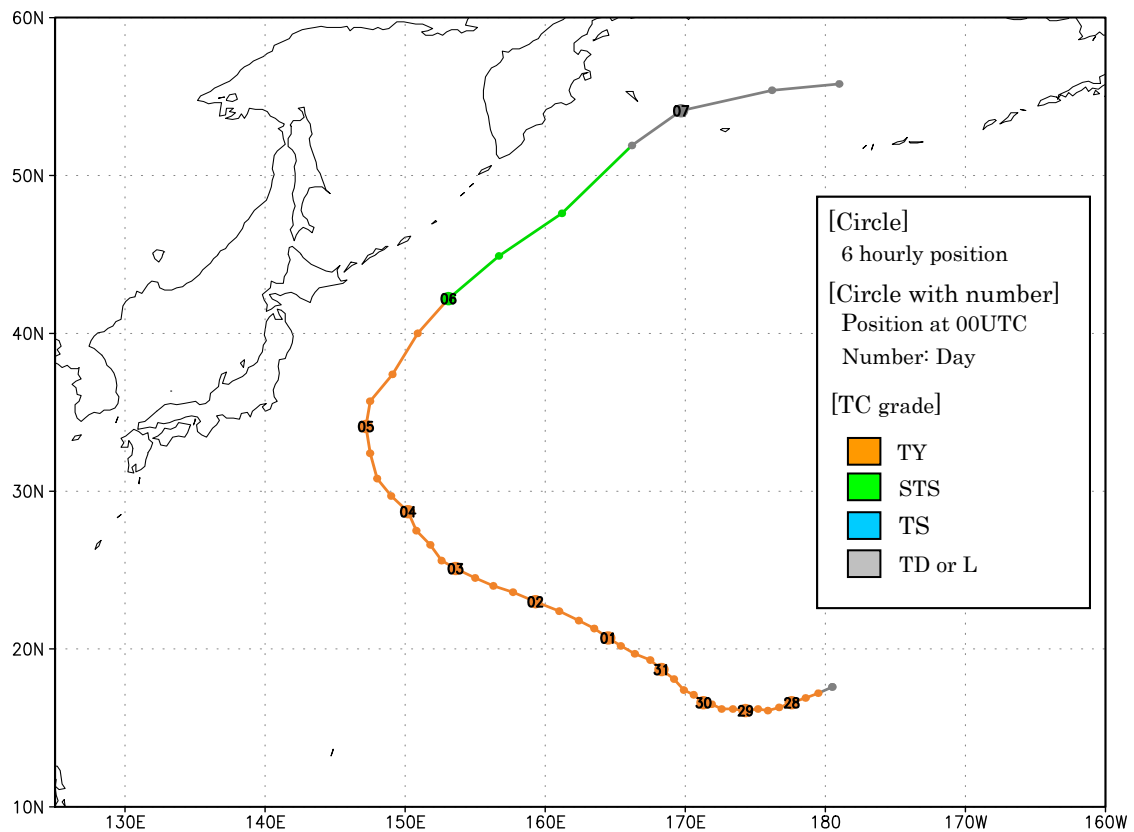 60N
50N
40N
30N
20N
10N
130E
140E
150E
160E
170E
180
170W
160W
07
06
05
04
03
02
01
31
30
29
28
[Circle]
6 hourly position
[Circle with number]
Position at 00UTC
Number: Day
[TC grade]
TY
STS
TS
TD or L